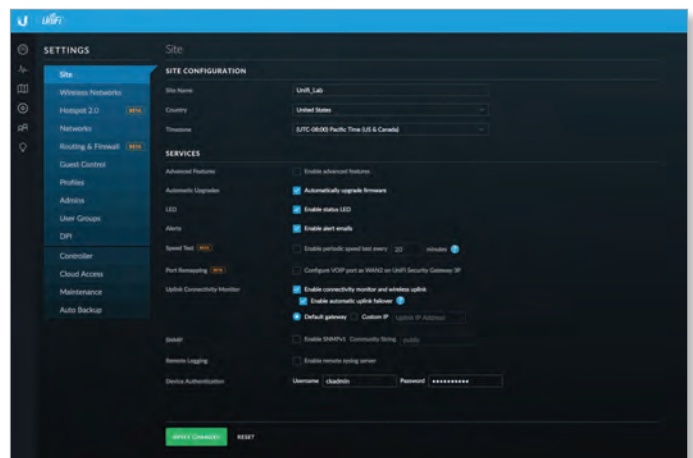 UniFi
SETTINGS
Site
Wireless Networks
Hotspot 2.0 BETA
Networks
Routing & Firewall BETA
Guest Control
Profiles
Admins
User Groups
DPI
Controller
Cloud Access
Maintenance
Auto Backup
Site
SITE CONFIGURATION
Site Name Unifi_Lab
Country United States
Timezone (UTC-08:00) Pacific Time (US & Canada)
SERVICES
Advanced Features Enable advanced features
Automatic Upgrades Automatically upgrade firmware
LED Enable status LED
Alerts Enable alert emails
Speed Test BETA Enable periodic speed test every 20 minutes ?
Port Remapping BETA Configure VOIP port as WAN2 on UniFi Security Gateway 3P
Uplink Connectivity Monitor Enable connectivity monitor and wireless uplink
Enable automatic uplink failover ?
Default gateway Custom IP Uplink IP Address
SNMP Enable SNMPv1 Community String public
Remote Logging Enable remote syslog server
Device Authentication Username ckadmin Password ••••••••••
APPLY CHANGES RESET